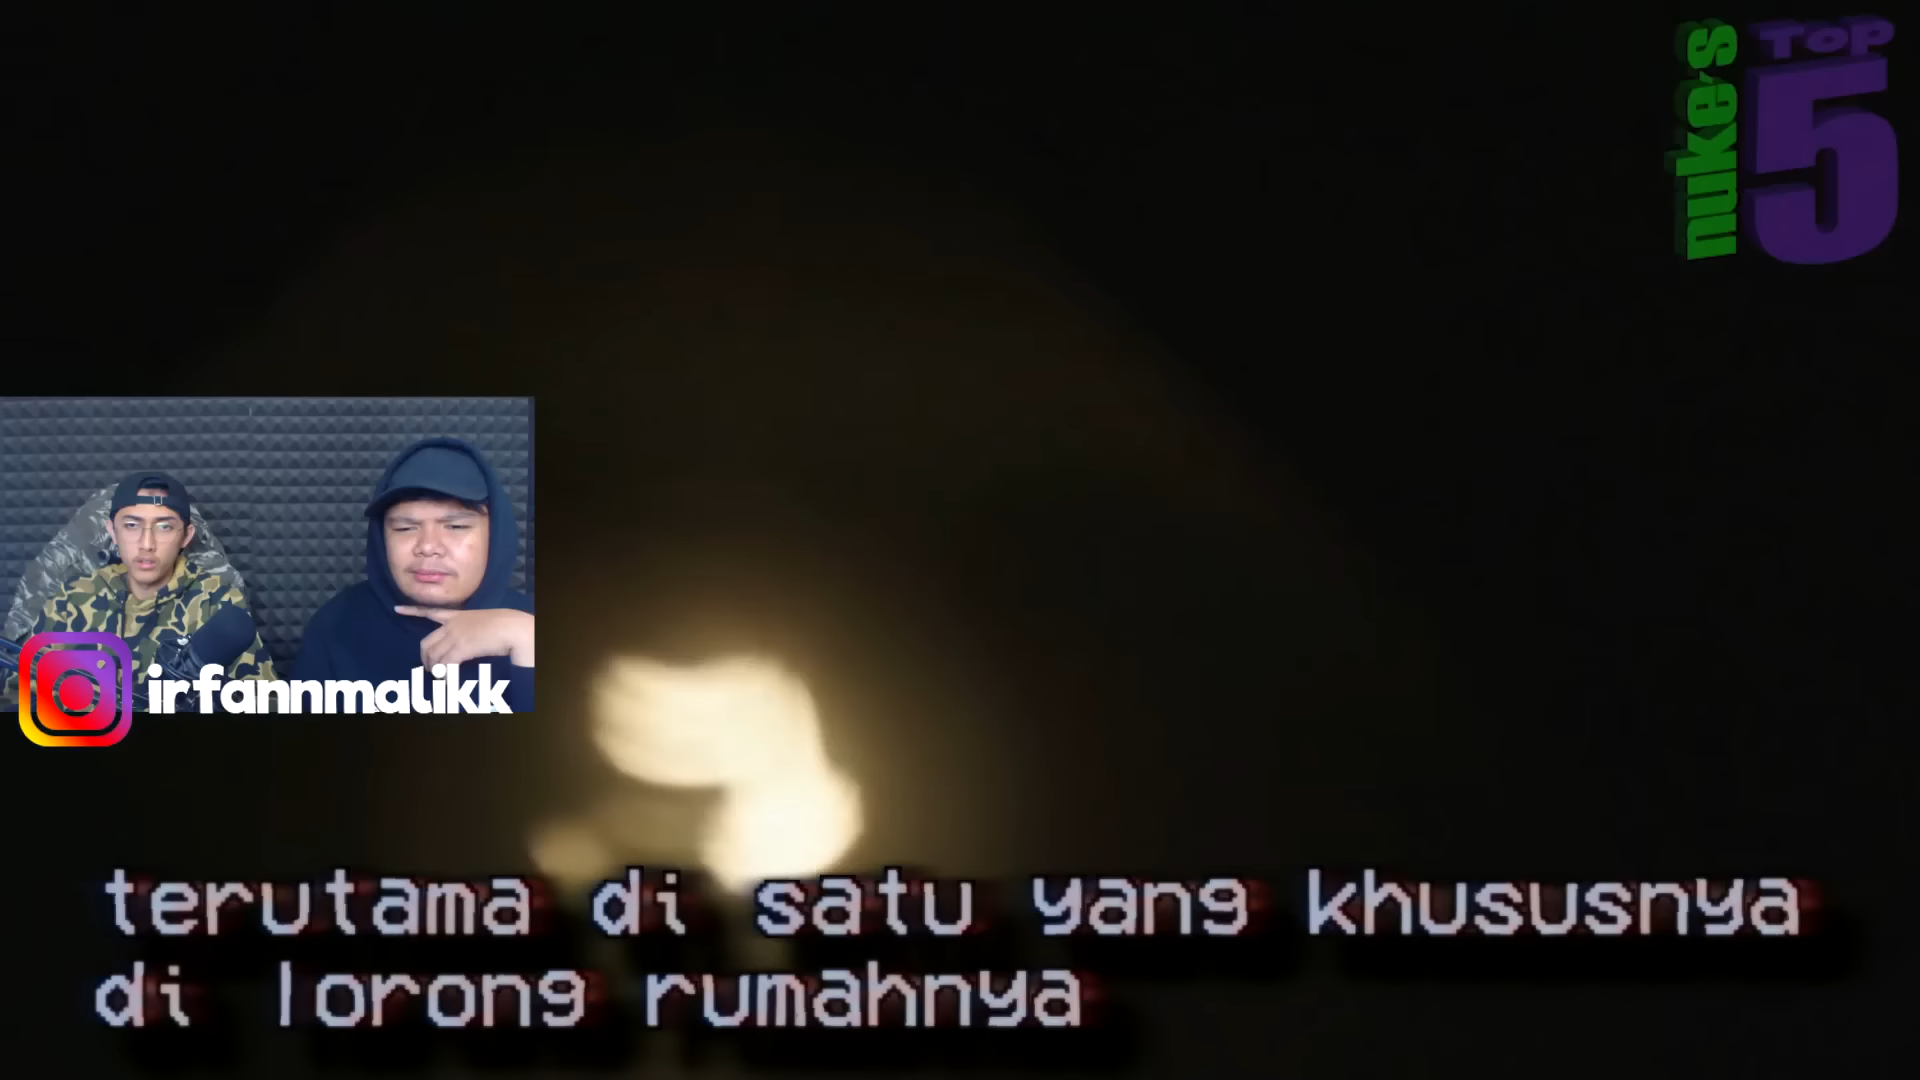 nuke's
Top
5
irfannmalikk
terutama di satu yang khususnya
di lorong rumahnya